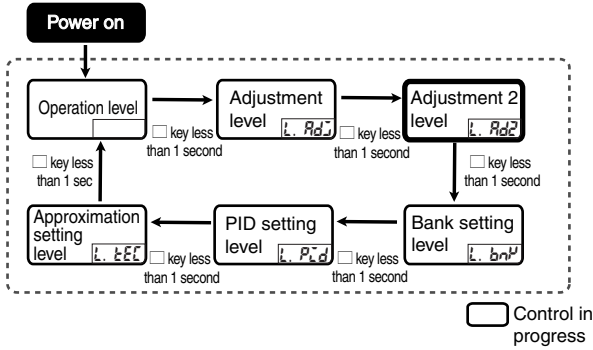 Power on
Operation level
Adjustment
level
L. AdJ
Adjustment 2
level
L. Ad2
key less
than 1 second
key less
than 1 second
key less
than 1 sec
key less
than 1 second
Approximation
setting
level
L. tEC
PID setting
level
L. Pid
Bank setting
level
L. bnK
key less
than 1 second
key less
than 1 second
Control in
progress